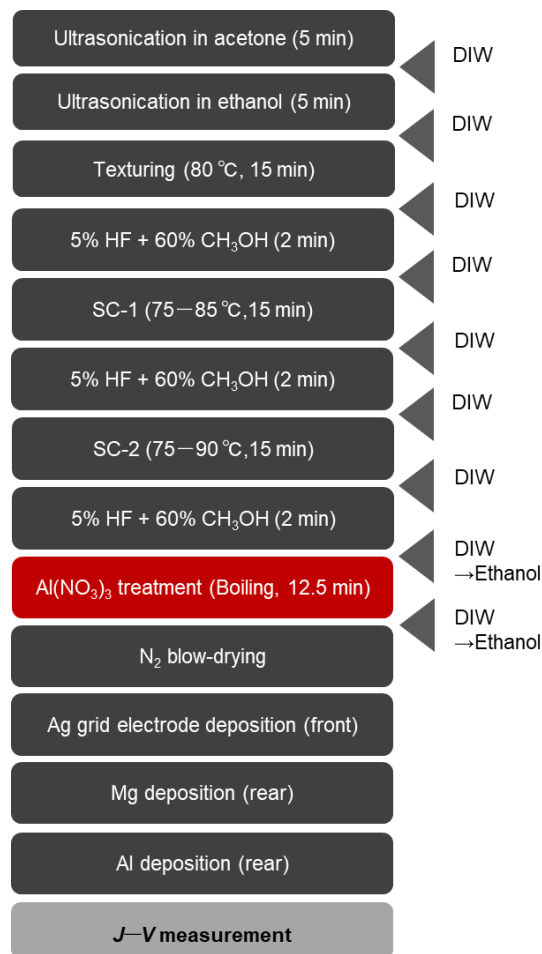 Ultrasonication in acetone (5 min)
DIW
Ultrasonication in ethanol (5 min)
DIW
Texturing (80 ℃, 15 min)
DIW
5% HF + 60% CH₃OH (2 min)
DIW
SC-1 (75－85 ℃,15 min)
DIW
5% HF + 60% CH₃OH (2 min)
DIW
SC-2 (75－90 ℃,15 min)
DIW
5% HF + 60% CH₃OH (2 min)
DIW
→Ethanol
Al(NO₃)₃ treatment (Boiling, 12.5 min)
DIW
→Ethanol
N₂ blow-drying
Ag grid electrode deposition (front)
Mg deposition (rear)
Al deposition (rear)
J—V measurement